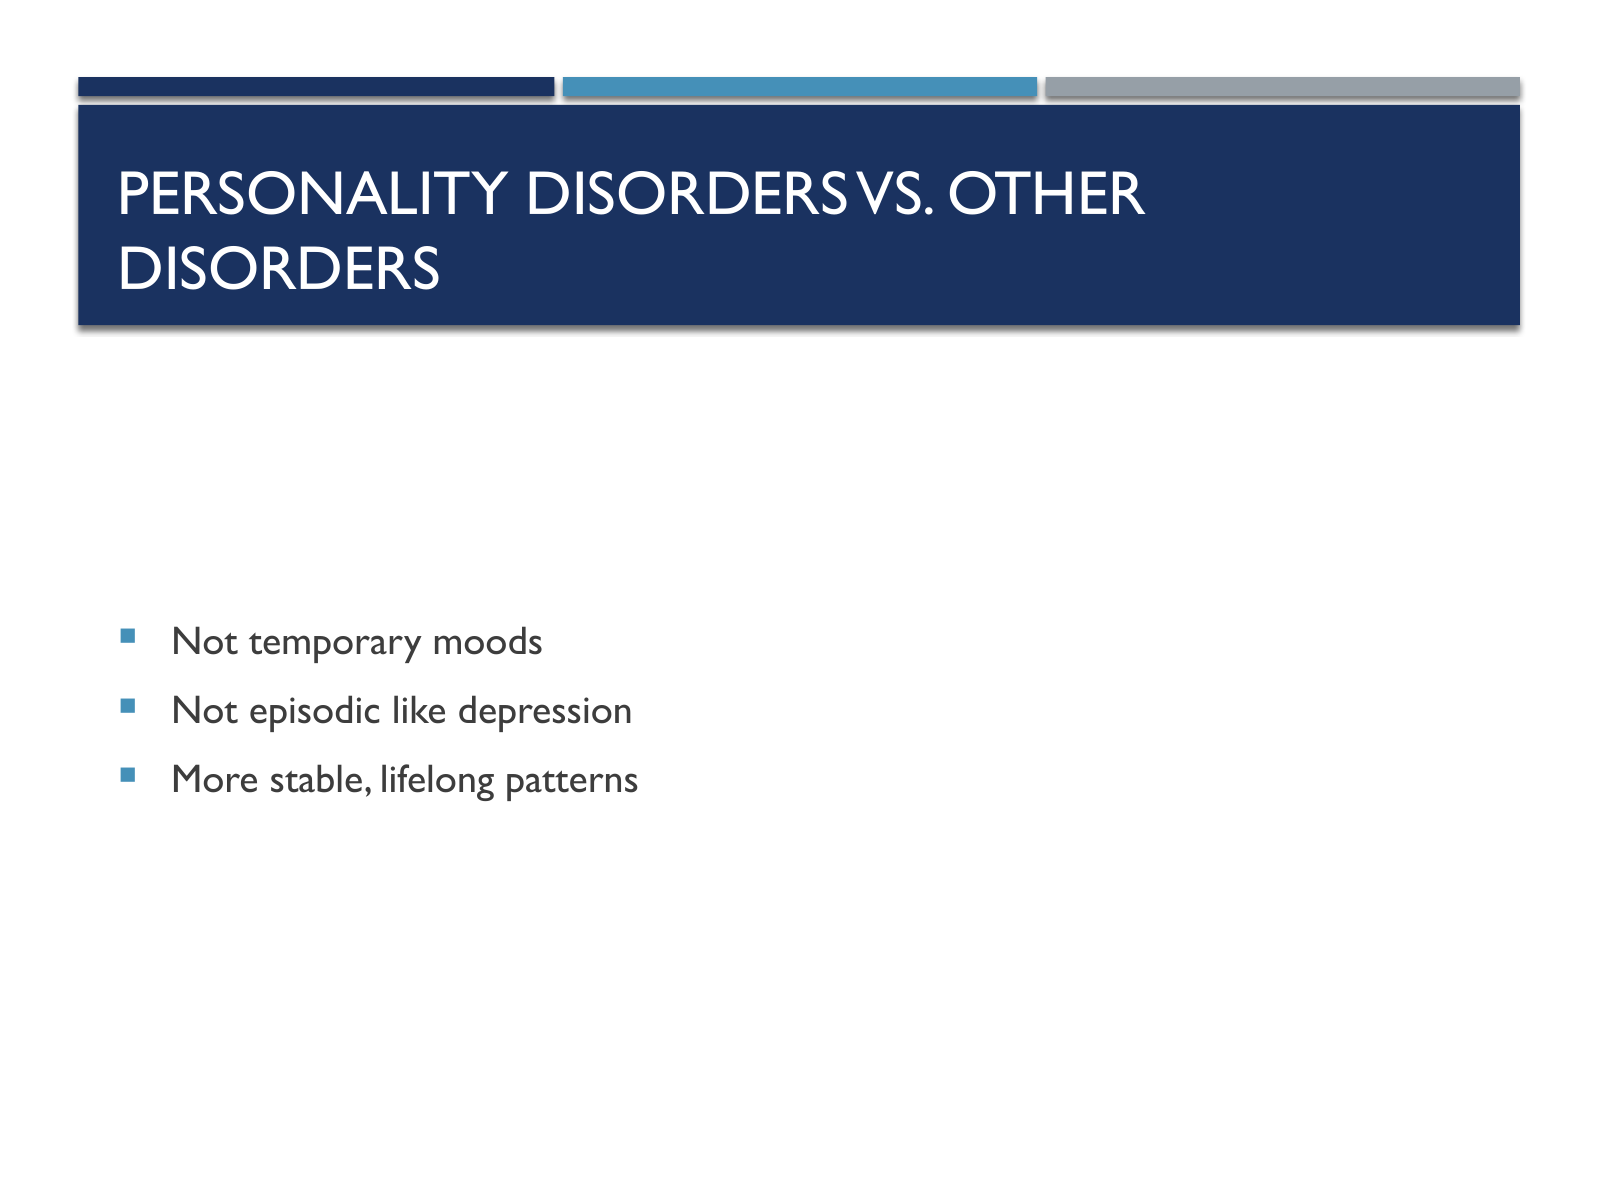 PERSONALITY DISORDERS VS. OTHER
DISORDERS
Not temporary moods
Not episodic like depression
More stable, lifelong patterns